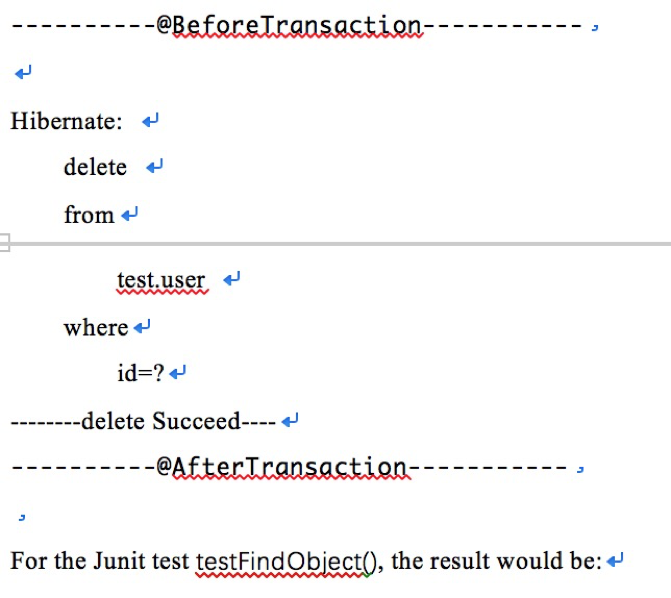 ----------@BeforeTransaction-----------
Hibernate:
delete
from
test.user
where
id=?
--------delete Succeed----
----------@AfterTransaction-----------
For the Junit test testFindObject(), the result would be: